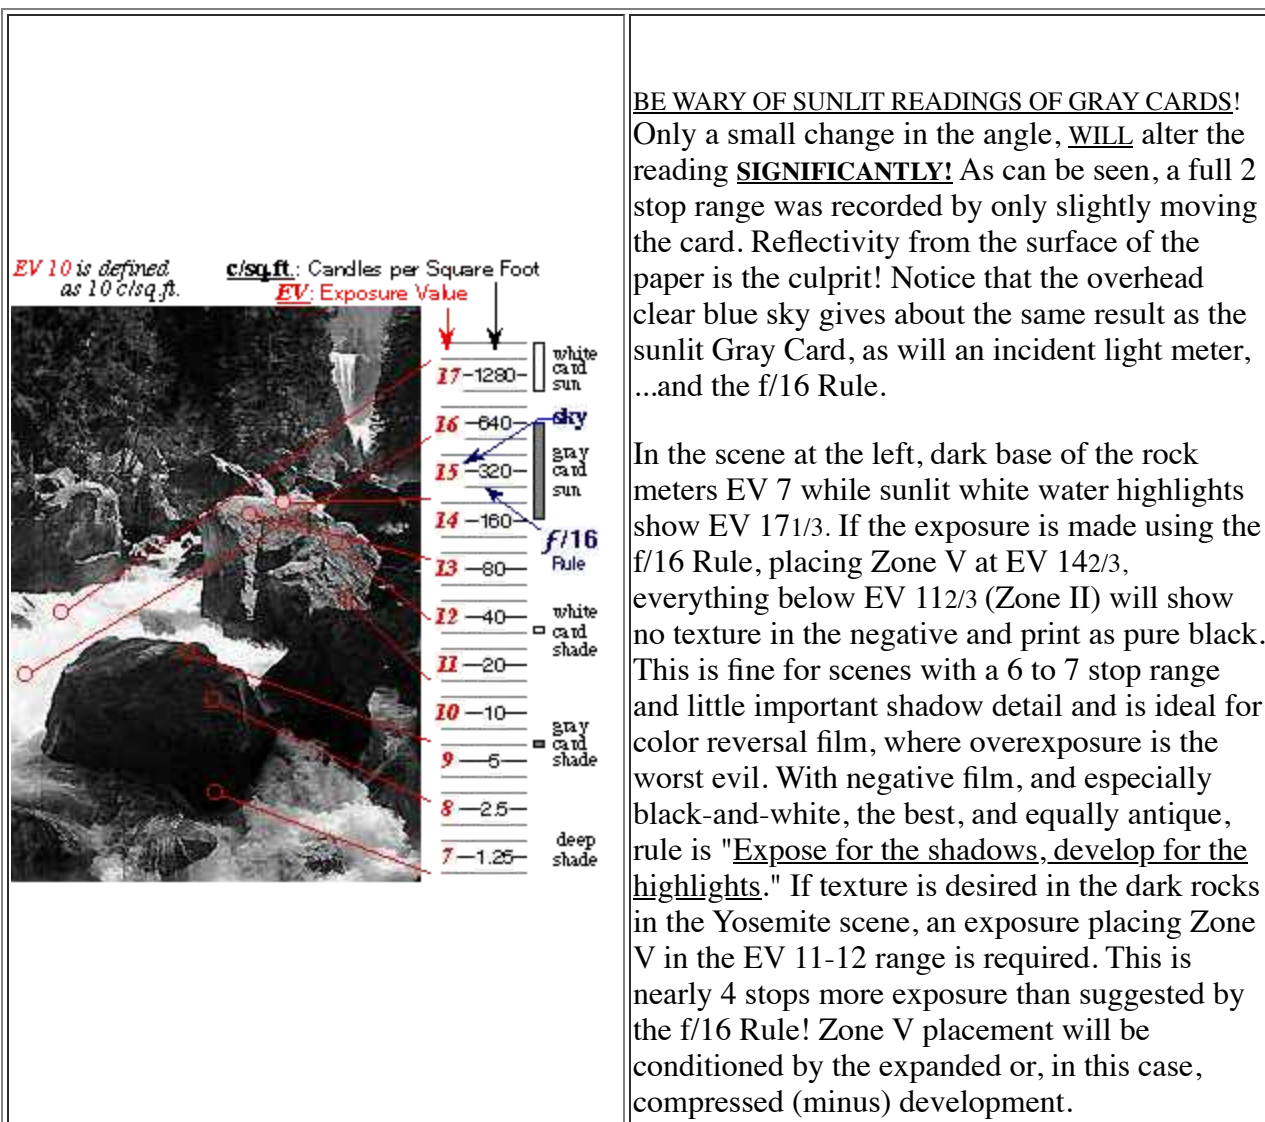 EV 10 is defined
as 10 c/sq.ft.
c/sq.ft.: Candles per Square Foot
EV: Exposure Value
17 1280
white
card
sun
16 640
sky
15 320
gray
card
sun
14 160
f/16
Rule
13 80
12 40
white
card
shade
11 20
10 10
gray
card
shade
9 5
8 2.5
7 1.25
deep
shade
BE WARY OF SUNLIT READINGS OF GRAY CARDS!
Only a small change in the angle, WILL alter the
reading SIGNIFICANTLY! As can be seen, a full 2
stop range was recorded by only slightly moving
the card. Reflectivity from the surface of the
paper is the culprit! Notice that the overhead
clear blue sky gives about the same result as the
sunlit Gray Card, as will an incident light meter,
...and the f/16 Rule.
In the scene at the left, dark base of the rock
meters EV 7 while sunlit white water highlights
show EV 171/3. If the exposure is made using the
f/16 Rule, placing Zone V at EV 142/3,
everything below EV 112/3 (Zone II) will show
no texture in the negative and print as pure black.
This is fine for scenes with a 6 to 7 stop range
and little important shadow detail and is ideal for
color reversal film, where overexposure is the
worst evil. With negative film, and especially
black-and-white, the best, and equally antique,
rule is "Expose for the shadows, develop for the
highlights." If texture is desired in the dark rocks
in the Yosemite scene, an exposure placing Zone
V in the EV 11-12 range is required. This is
nearly 4 stops more exposure than suggested by
the f/16 Rule! Zone V placement will be
conditioned by the expanded or, in this case,
compressed (minus) development.